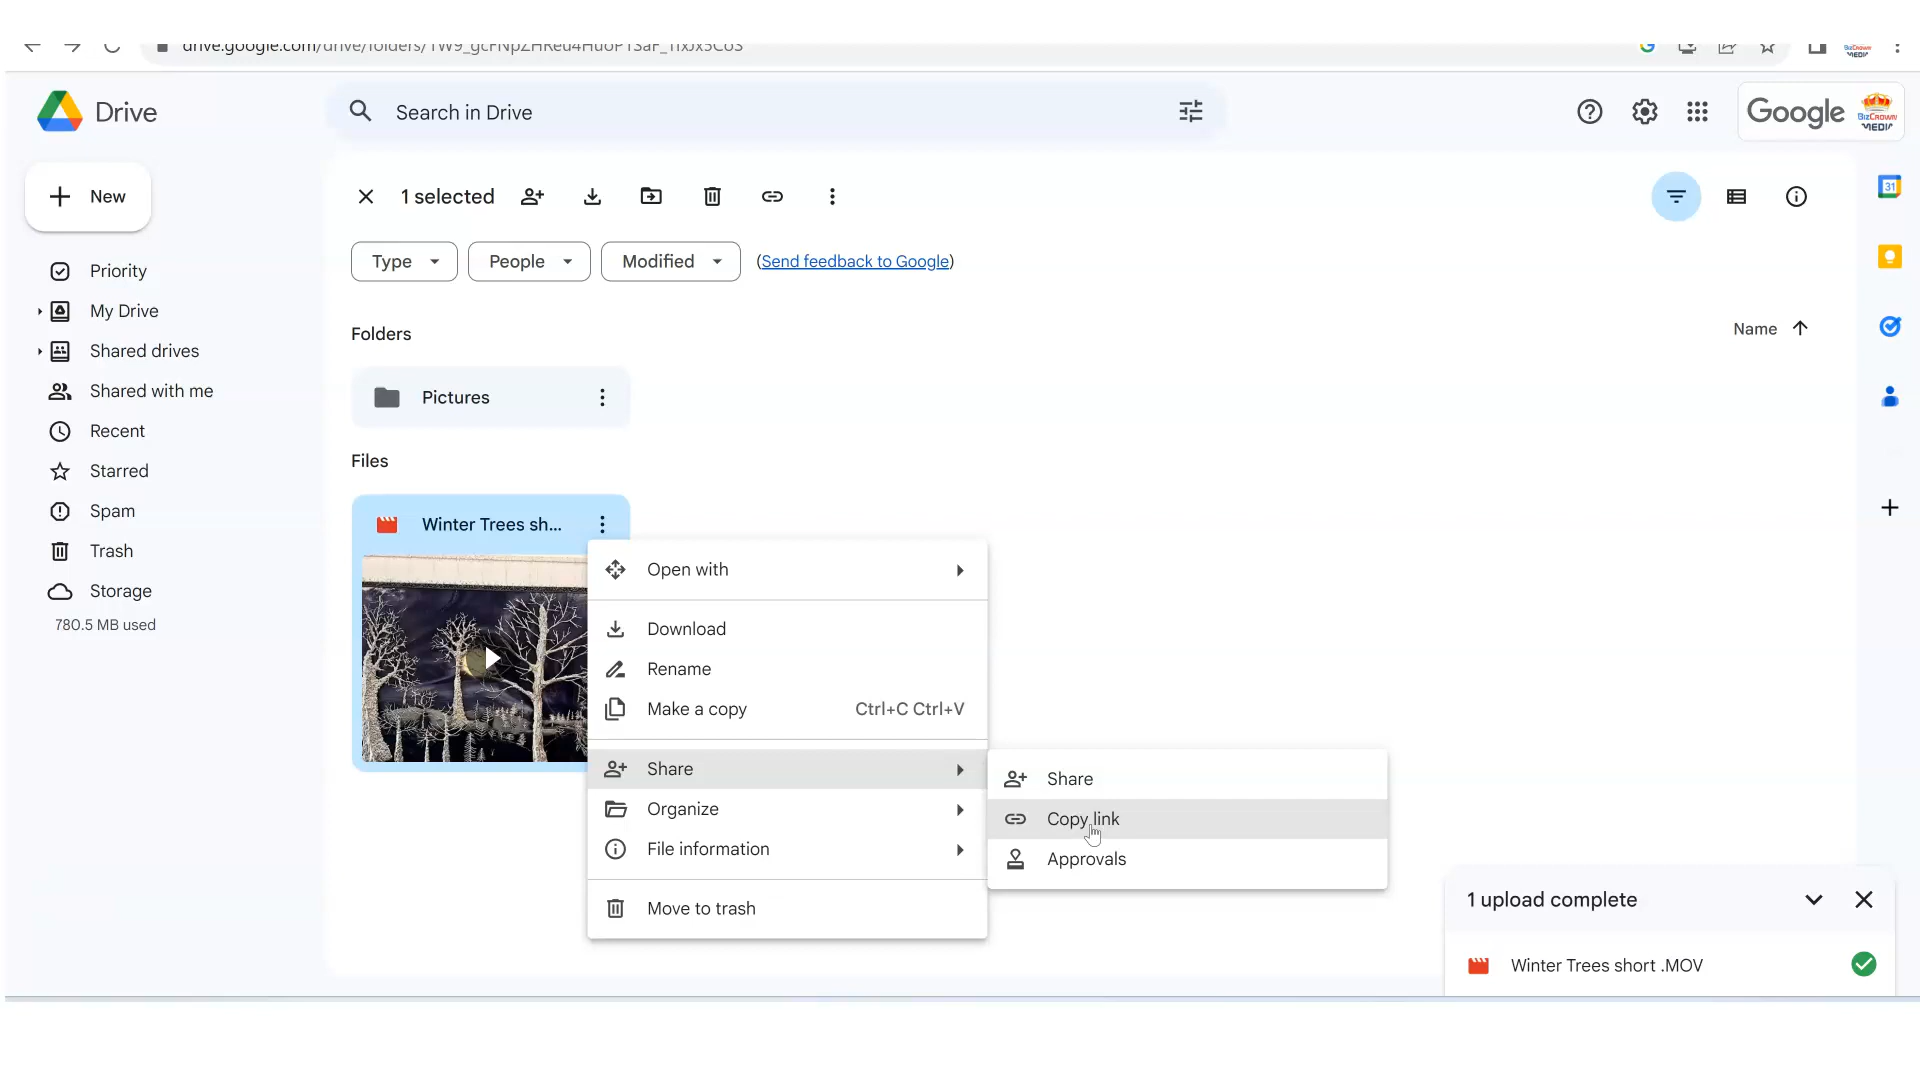 Drive
Search in Drive
Google
BIZCROWN
MEDIA
New
1 selected
Type
People
Modified
(Send feedback to Google)
Priority
My Drive
Shared drives
Shared with me
Recent
Starred
Spam
Trash
Storage
780.5 MB used
Folders
Name
Pictures
Files
Winter Trees sh...
Open with
Download
Rename
Make a copy Ctrl+C Ctrl+V
Share
Organize
File information
Move to trash
Share
Copy link
Approvals
1 upload complete
Winter Trees short .MOV
31